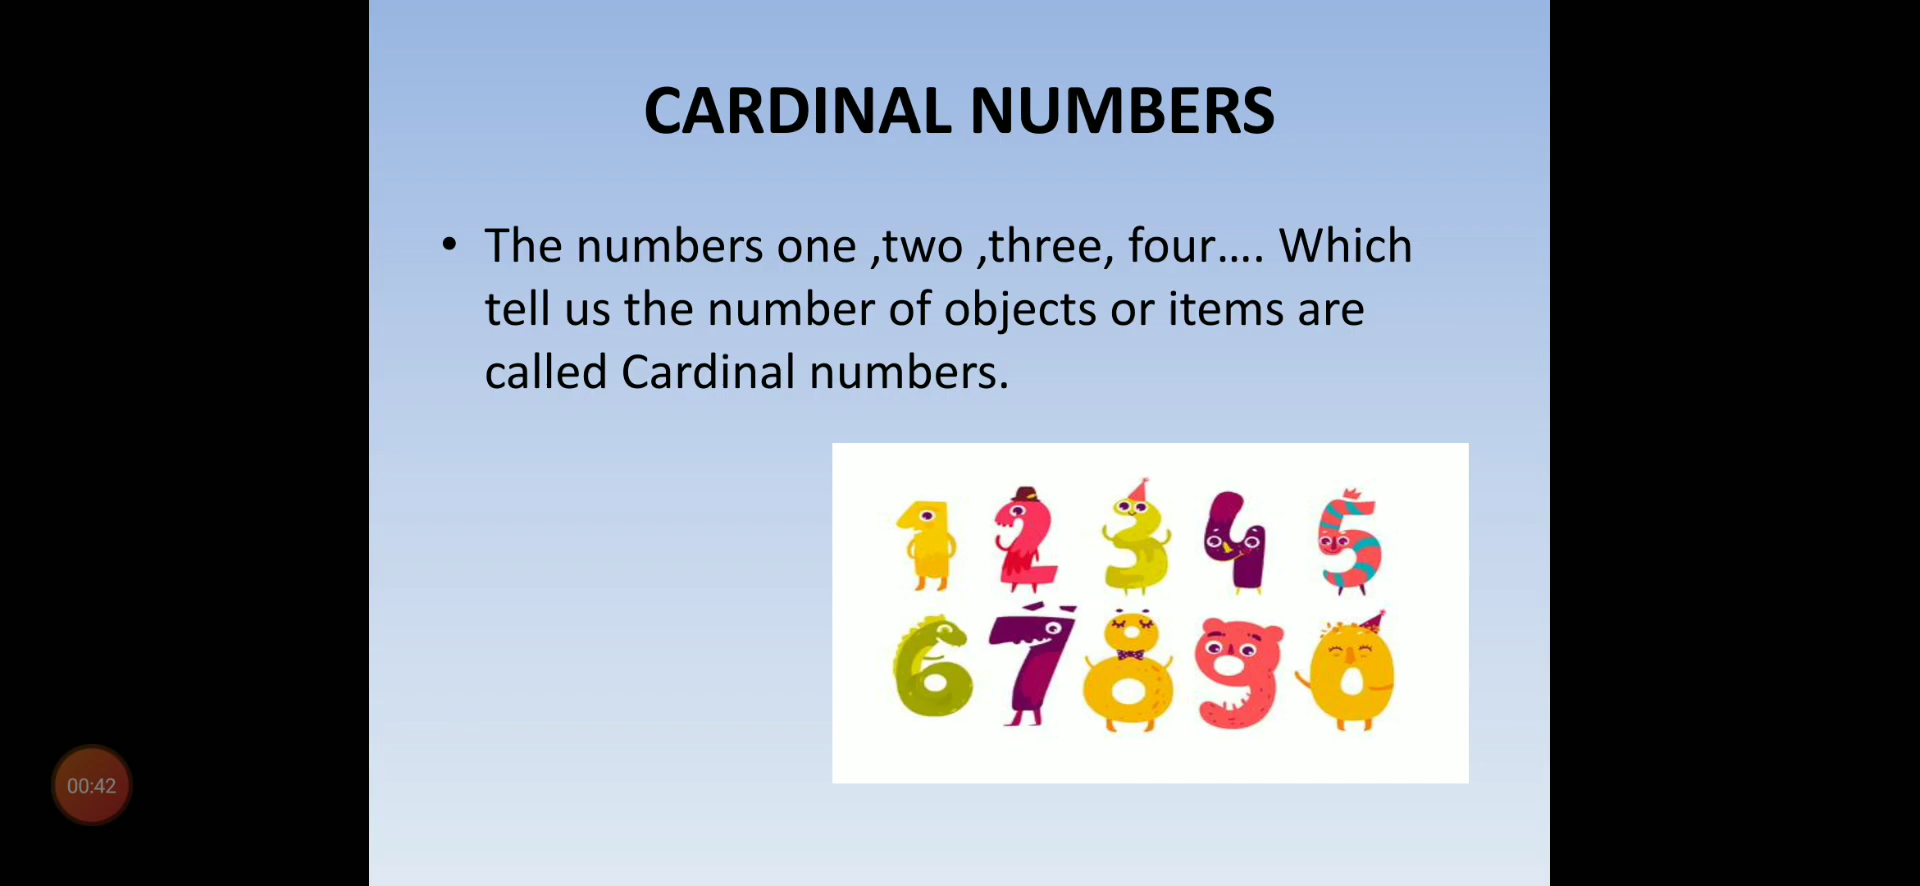 CARDINAL NUMBERS
• The numbers one ,two ,three, four.... Which
tell us the number of objects or items are
called Cardinal numbers.
1 2 3 4 5
6 7 8 9 0
00:42